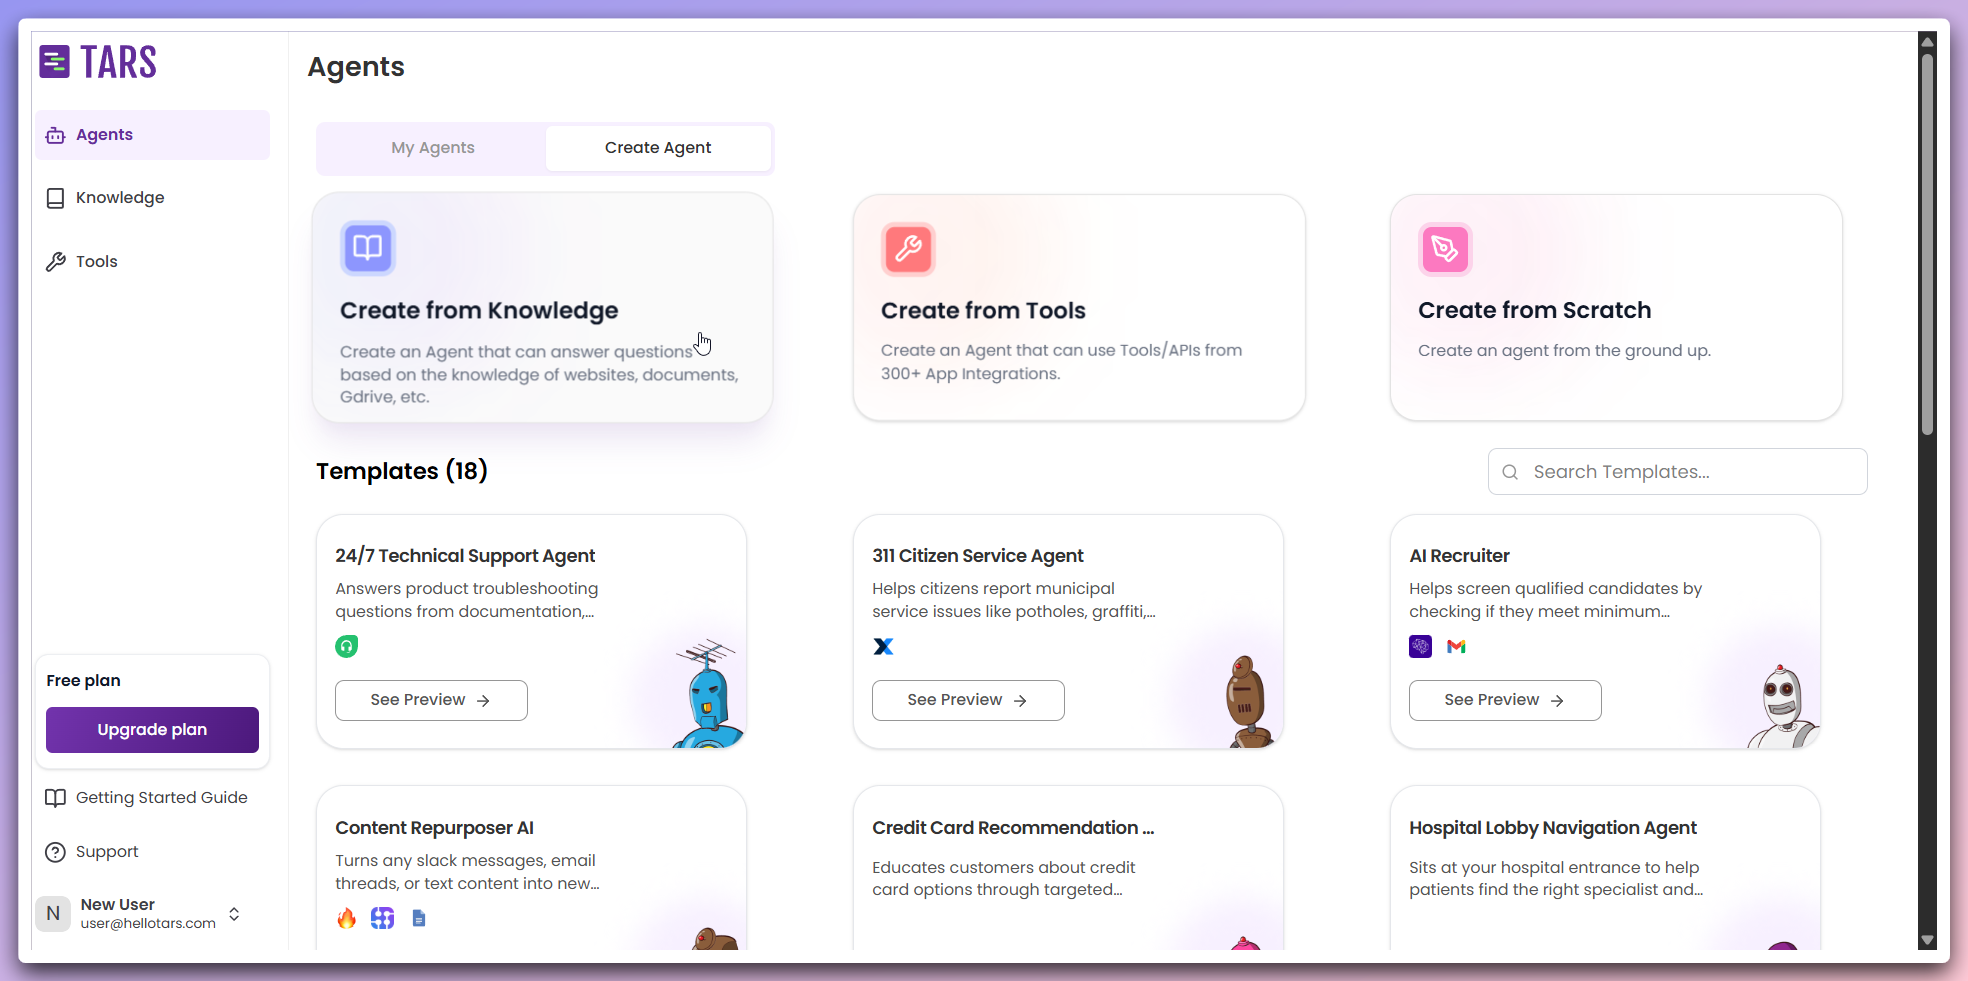 TARS
Agents
Knowledge
Tools
Free plan
Upgrade plan
Getting Started Guide
Support
N
New User
user@hellotars.com
Agents
My Agents
Create Agent
Create from Knowledge
Create an Agent that can answer questions
based on the knowledge of websites, documents,
Gdrive, etc.
Create from Tools
Create an Agent that can use Tools/APIs from
300+ App Integrations.
Create from Scratch
Create an agent from the ground up.
Templates (18)
Search Templates...
24/7 Technical Support Agent
Answers product troubleshooting
questions from documentation,...
See Preview →
311 Citizen Service Agent
Helps citizens report municipal
service issues like potholes, graffiti,...
See Preview →
AI Recruiter
Helps screen qualified candidates by
checking if they meet minimum...
See Preview →
Content Repurposer AI
Turns any slack messages, email
threads, or text content into new...
Credit Card Recommendation ...
Educates customers about credit
card options through targeted...
Hospital Lobby Navigation Agent
Sits at your hospital entrance to help
patients find the right specialist and...